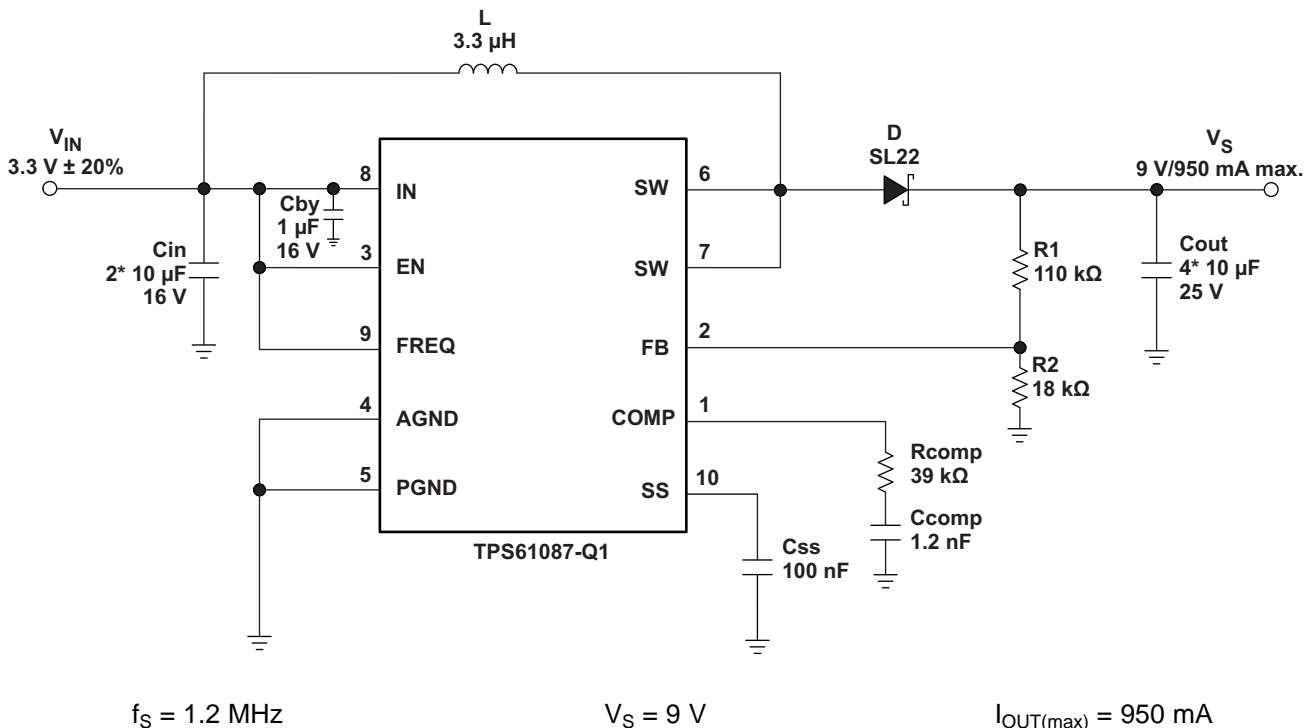 L
3.3 µH
V_IN
3.3 V ± 20%
D
SL22
V_S
9 V/950 mA max.
8
IN
SW
6
Cby
1 µF
16 V
Cin
2* 10 µF
16 V
3
EN
SW
7
R1
110 kΩ
Cout
4* 10 µF
25 V
9
FREQ
FB
2
R2
18 kΩ
4
AGND
COMP
1
Rcomp
39 kΩ
5
PGND
SS
10
Ccomp
1.2 nF
TPS61087-Q1
Css
100 nF
f_S = 1.2 MHz
V_S = 9 V
I_OUT(max) = 950 mA